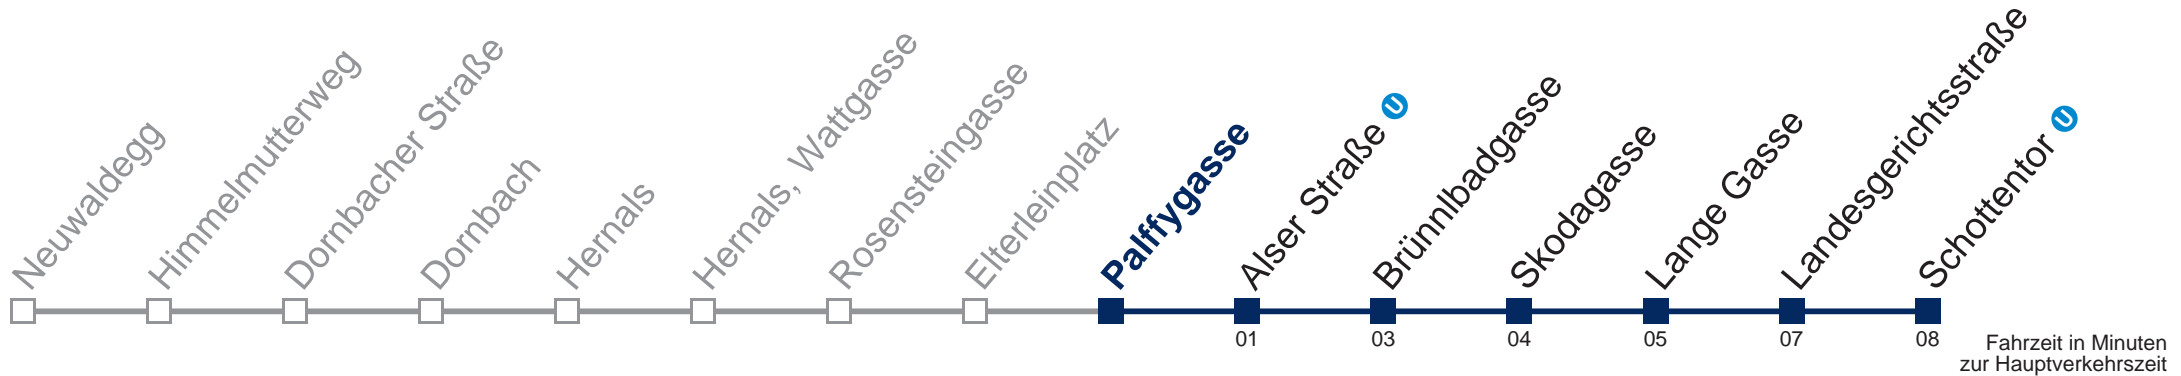 Neuwaldegg
Himmelmutterweg
Dornbacher Straße
Dornbach
Hernals
Hernals, Wattgasse
Rosensteingasse
Elterleinplatz
Palffygasse
Alser Straße U
Brünnlbadgasse
Skodagasse
Lange Gasse
Landesgerichtsstraße
Schottentor U
01 03 04 05 07 08
Fahrzeit in Minuten
zur Hauptverkehrszeit